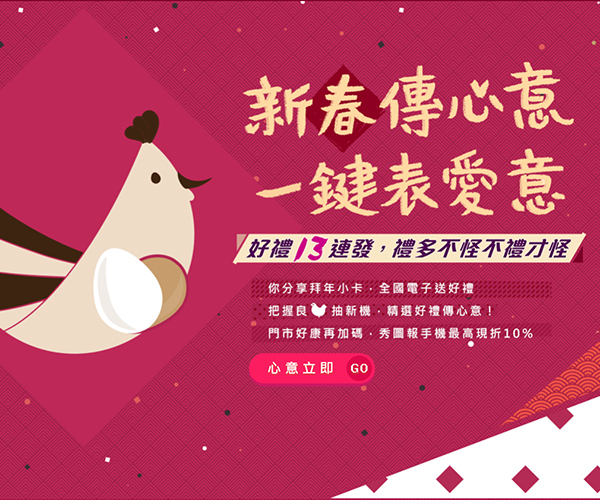 新春傳心意
一鍵表愛意
好禮13連發，禮多不怪不禮才怪
你分享拜年小卡．全國電子送好禮
把握良抽新機．精選好禮傳心意！
門市好康再加碼．秀圖報手機最高現折10%
心意立即 GO